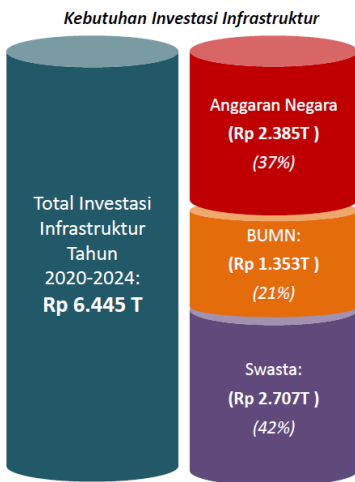 Kebutuhan Investasi Infrastruktur
Total Investasi
Infrastruktur
Tahun
2020-2024:
Rp 6.445 T
Anggaran Negara
(Rp 2.385T )
(37%)
BUMN:
(Rp 1.353T )
(21%)
Swasta:
(Rp 2.707T )
(42%)